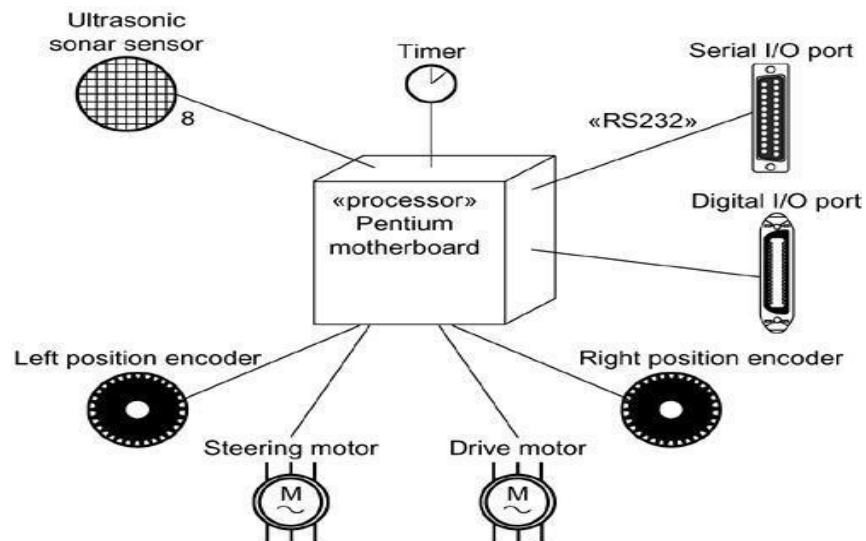 Ultrasonic
sonar sensor
8
Timer
Serial I/O port
«RS232»
«processor»
Pentium
motherboard
Digital I/O port
Left position encoder
Right position encoder
Steering motor
Drive motor
M
~
M
~